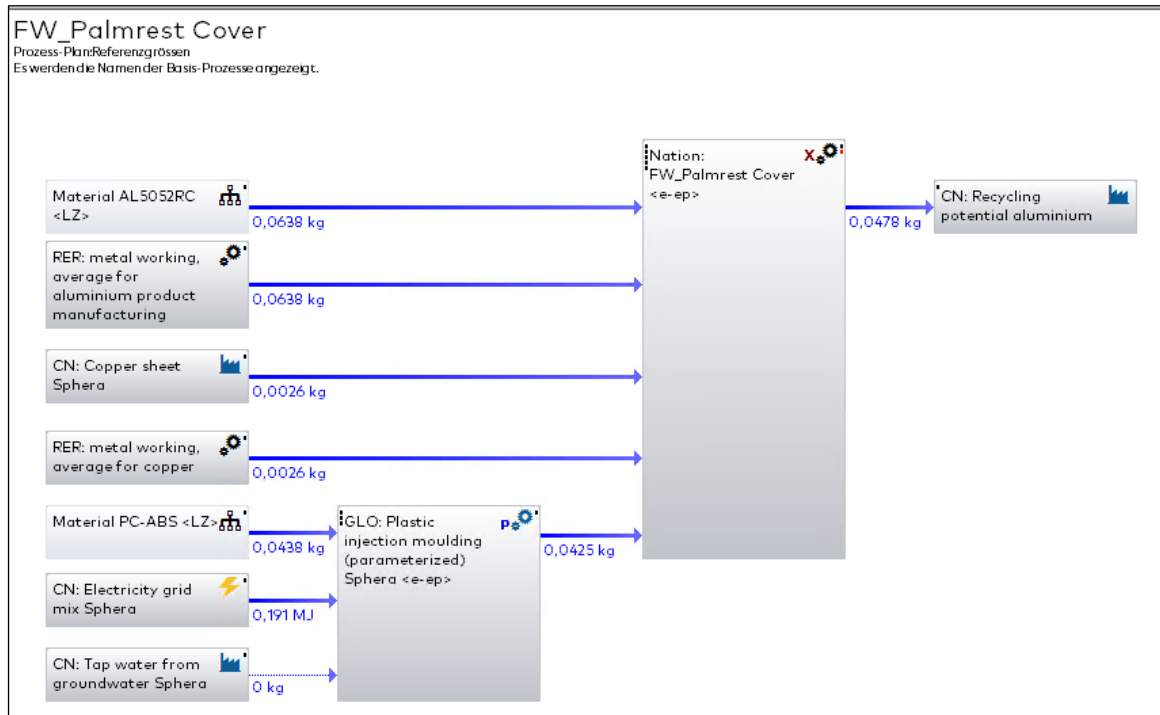 FW_Palmrest Cover
Prozess-Plan:Referenzgrössen
Es werden die Namen der Basis-Prozesse angezeigt.
Nation:
FW_Palmrest Cover
<e-ep>
X
Material AL5052RC
<LZ>
0,0638 kg
0,0478 kg
CN: Recycling
potential aluminium
RER: metal working,
average for
aluminium product
manufacturing
0,0638 kg
CN: Copper sheet
Sphera
0,0026 kg
RER: metal working,
average for copper
0,0026 kg
Material PC-ABS <LZ>
0,0438 kg
GLO: Plastic
injection moulding
(parameterized)
Sphera <e-ep>
p
0,0425 kg
CN: Electricity grid
mix Sphera
0,191 MJ
CN: Tap water from
groundwater Sphera
0 kg